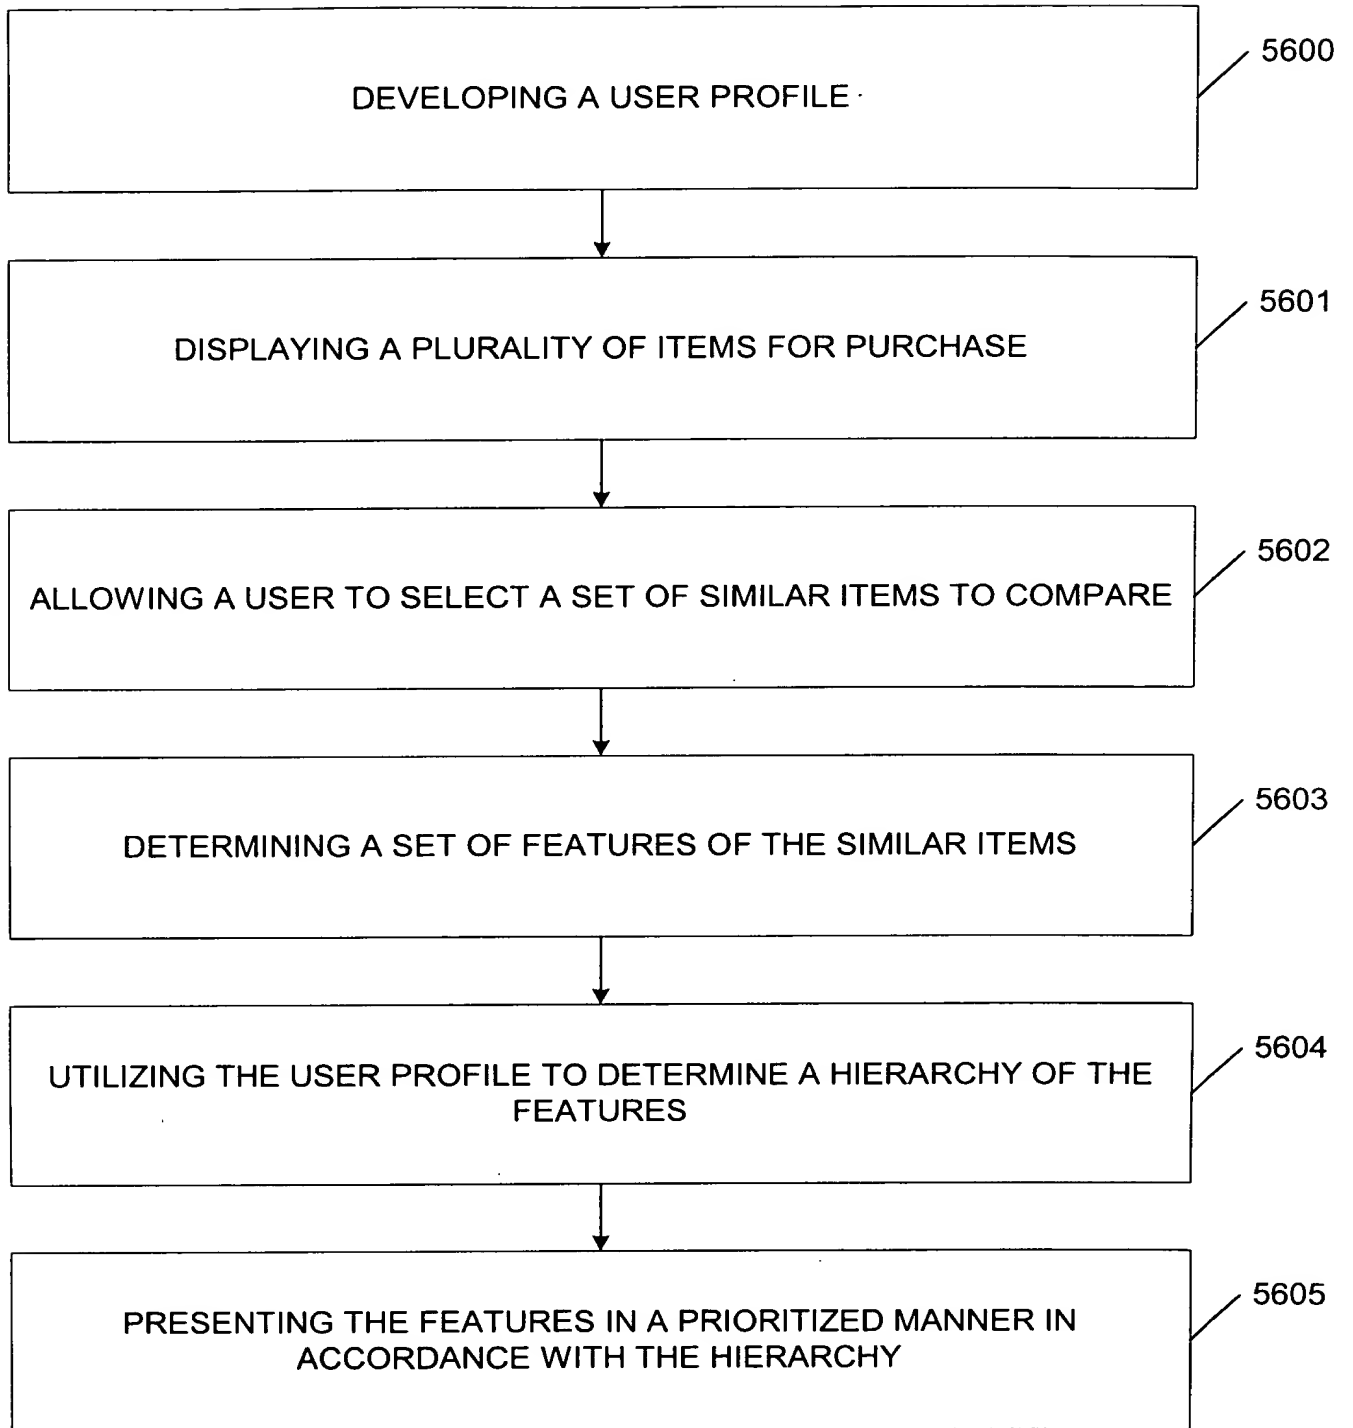 DEVELOPING A USER PROFILE
5600
DISPLAYING A PLURALITY OF ITEMS FOR PURCHASE
5601
ALLOWING A USER TO SELECT A SET OF SIMILAR ITEMS TO COMPARE
5602
DETERMINING A SET OF FEATURES OF THE SIMILAR ITEMS
5603
UTILIZING THE USER PROFILE TO DETERMINE A HIERARCHY OF THE
FEATURES
5604
PRESENTING THE FEATURES IN A PRIORITIZED MANNER IN
ACCORDANCE WITH THE HIERARCHY
5605